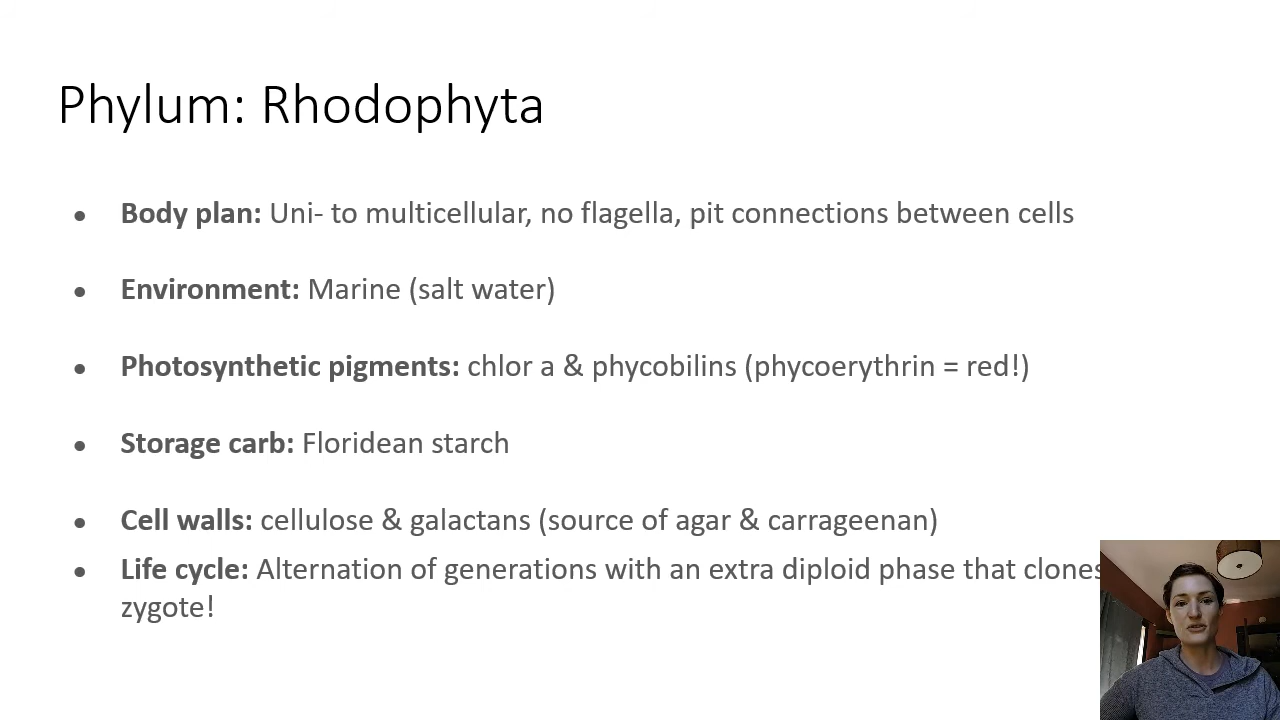 Phylum: Rhodophyta
• Body plan: Uni- to multicellular, no flagella, pit connections between cells
• Environment: Marine (salt water)
• Photosynthetic pigments: chlor a & phycobilins (phycoerythrin = red!)
• Storage carb: Floridean starch
• Cell walls: cellulose & galactans (source of agar & carrageenan)
• Life cycle: Alternation of generations with an extra diploid phase that clones
zygote!